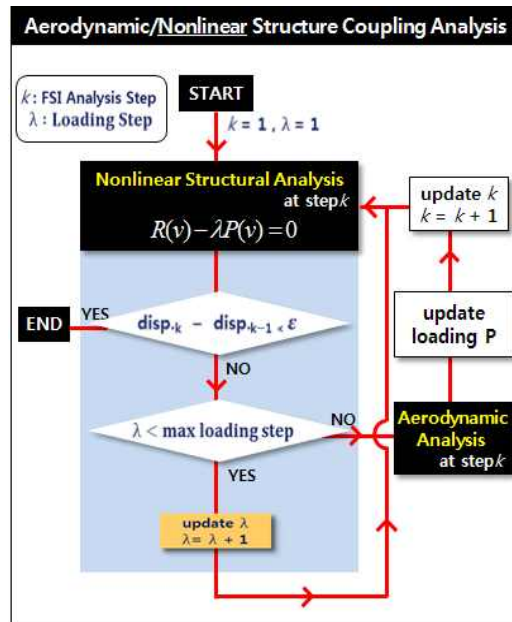 Aerodynamic/Nonlinear Structure Coupling Analysis
k: FSI Analysis Step
λ : Loading Step
START
k = 1 , λ = 1
Nonlinear Structural Analysis
at step k
R(v) − λP(v) = 0
update k
k = k + 1
END
YES
disp.k − disp.k−1 < ε
update
loading P
NO
λ < max loading step
NO
Aerodynamic
Analysis
at step k
YES
update λ
λ = λ + 1